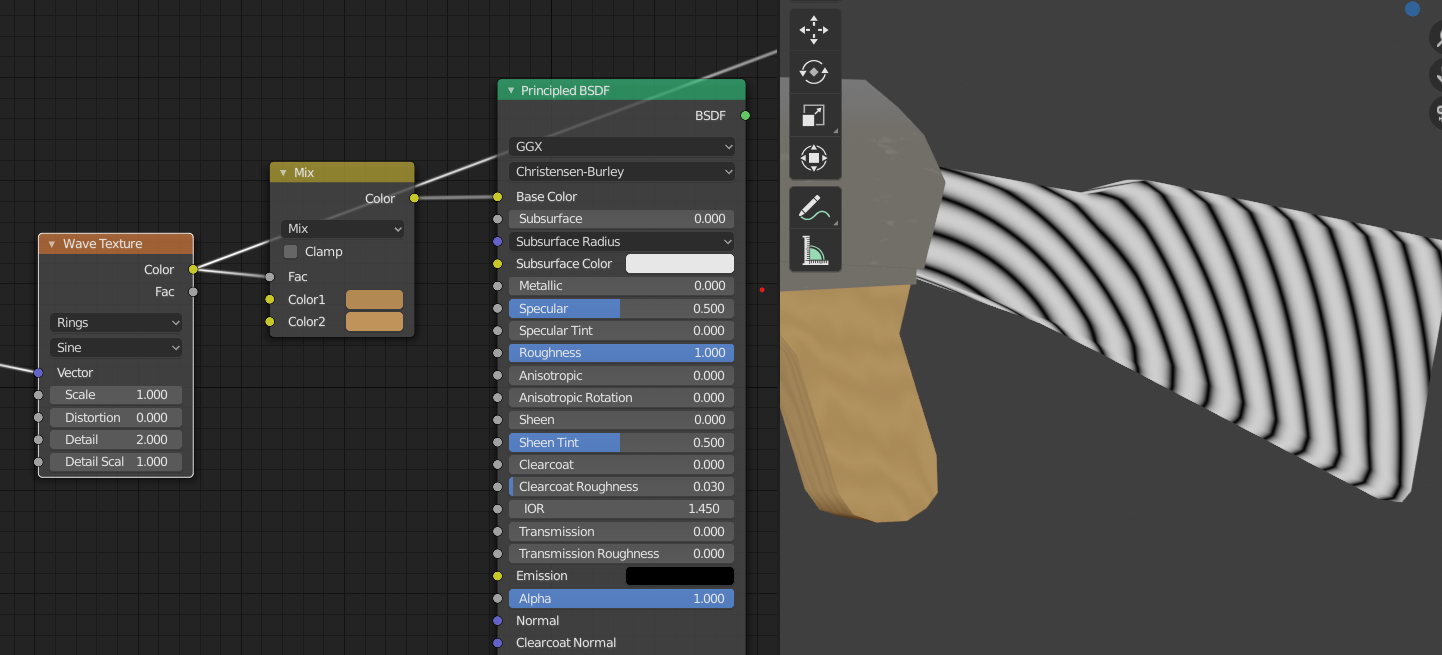 Wave Texture
Color
Fac
Rings
Sine
Vector
Scale 1.000
Distortion 0.000
Detail 2.000
Detail Scal 1.000
Mix
Color
Mix
Clamp
Fac
Color1
Color2
Principled BSDF
BSDF
GGX
Christensen-Burley
Base Color
Subsurface 0.000
Subsurface Radius
Subsurface Color
Metallic 0.000
Specular 0.500
Specular Tint 0.000
Roughness 1.000
Anisotropic 0.000
Anisotropic Rotation 0.000
Sheen 0.000
Sheen Tint 0.500
Clearcoat 0.000
Clearcoat Roughness 0.030
IOR 1.450
Transmission 0.000
Transmission Roughness 0.000
Emission
Alpha 1.000
Normal
Clearcoat Normal